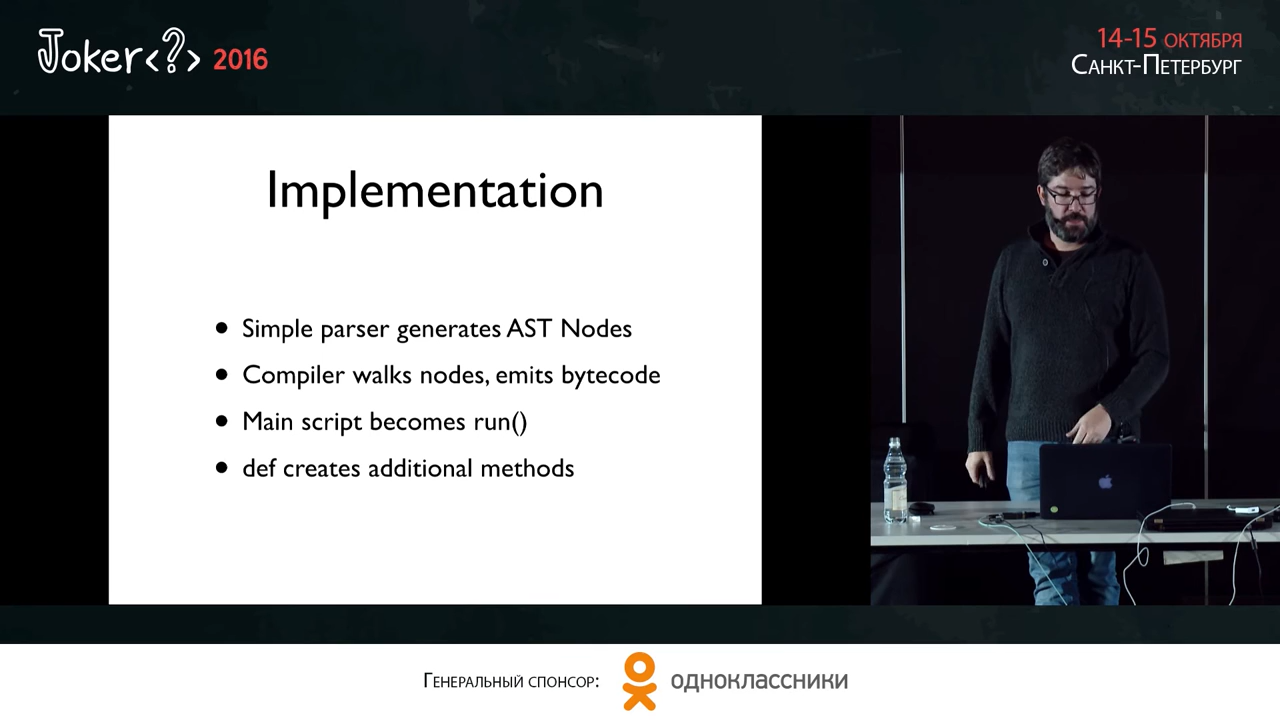 Joker<?> 2016
14-15 октября
Санкт-Петербург
Implementation
• Simple parser generates AST Nodes
• Compiler walks nodes, emits bytecode
• Main script becomes run()
• def creates additional methods
Генеральный спонсор: одноклассники